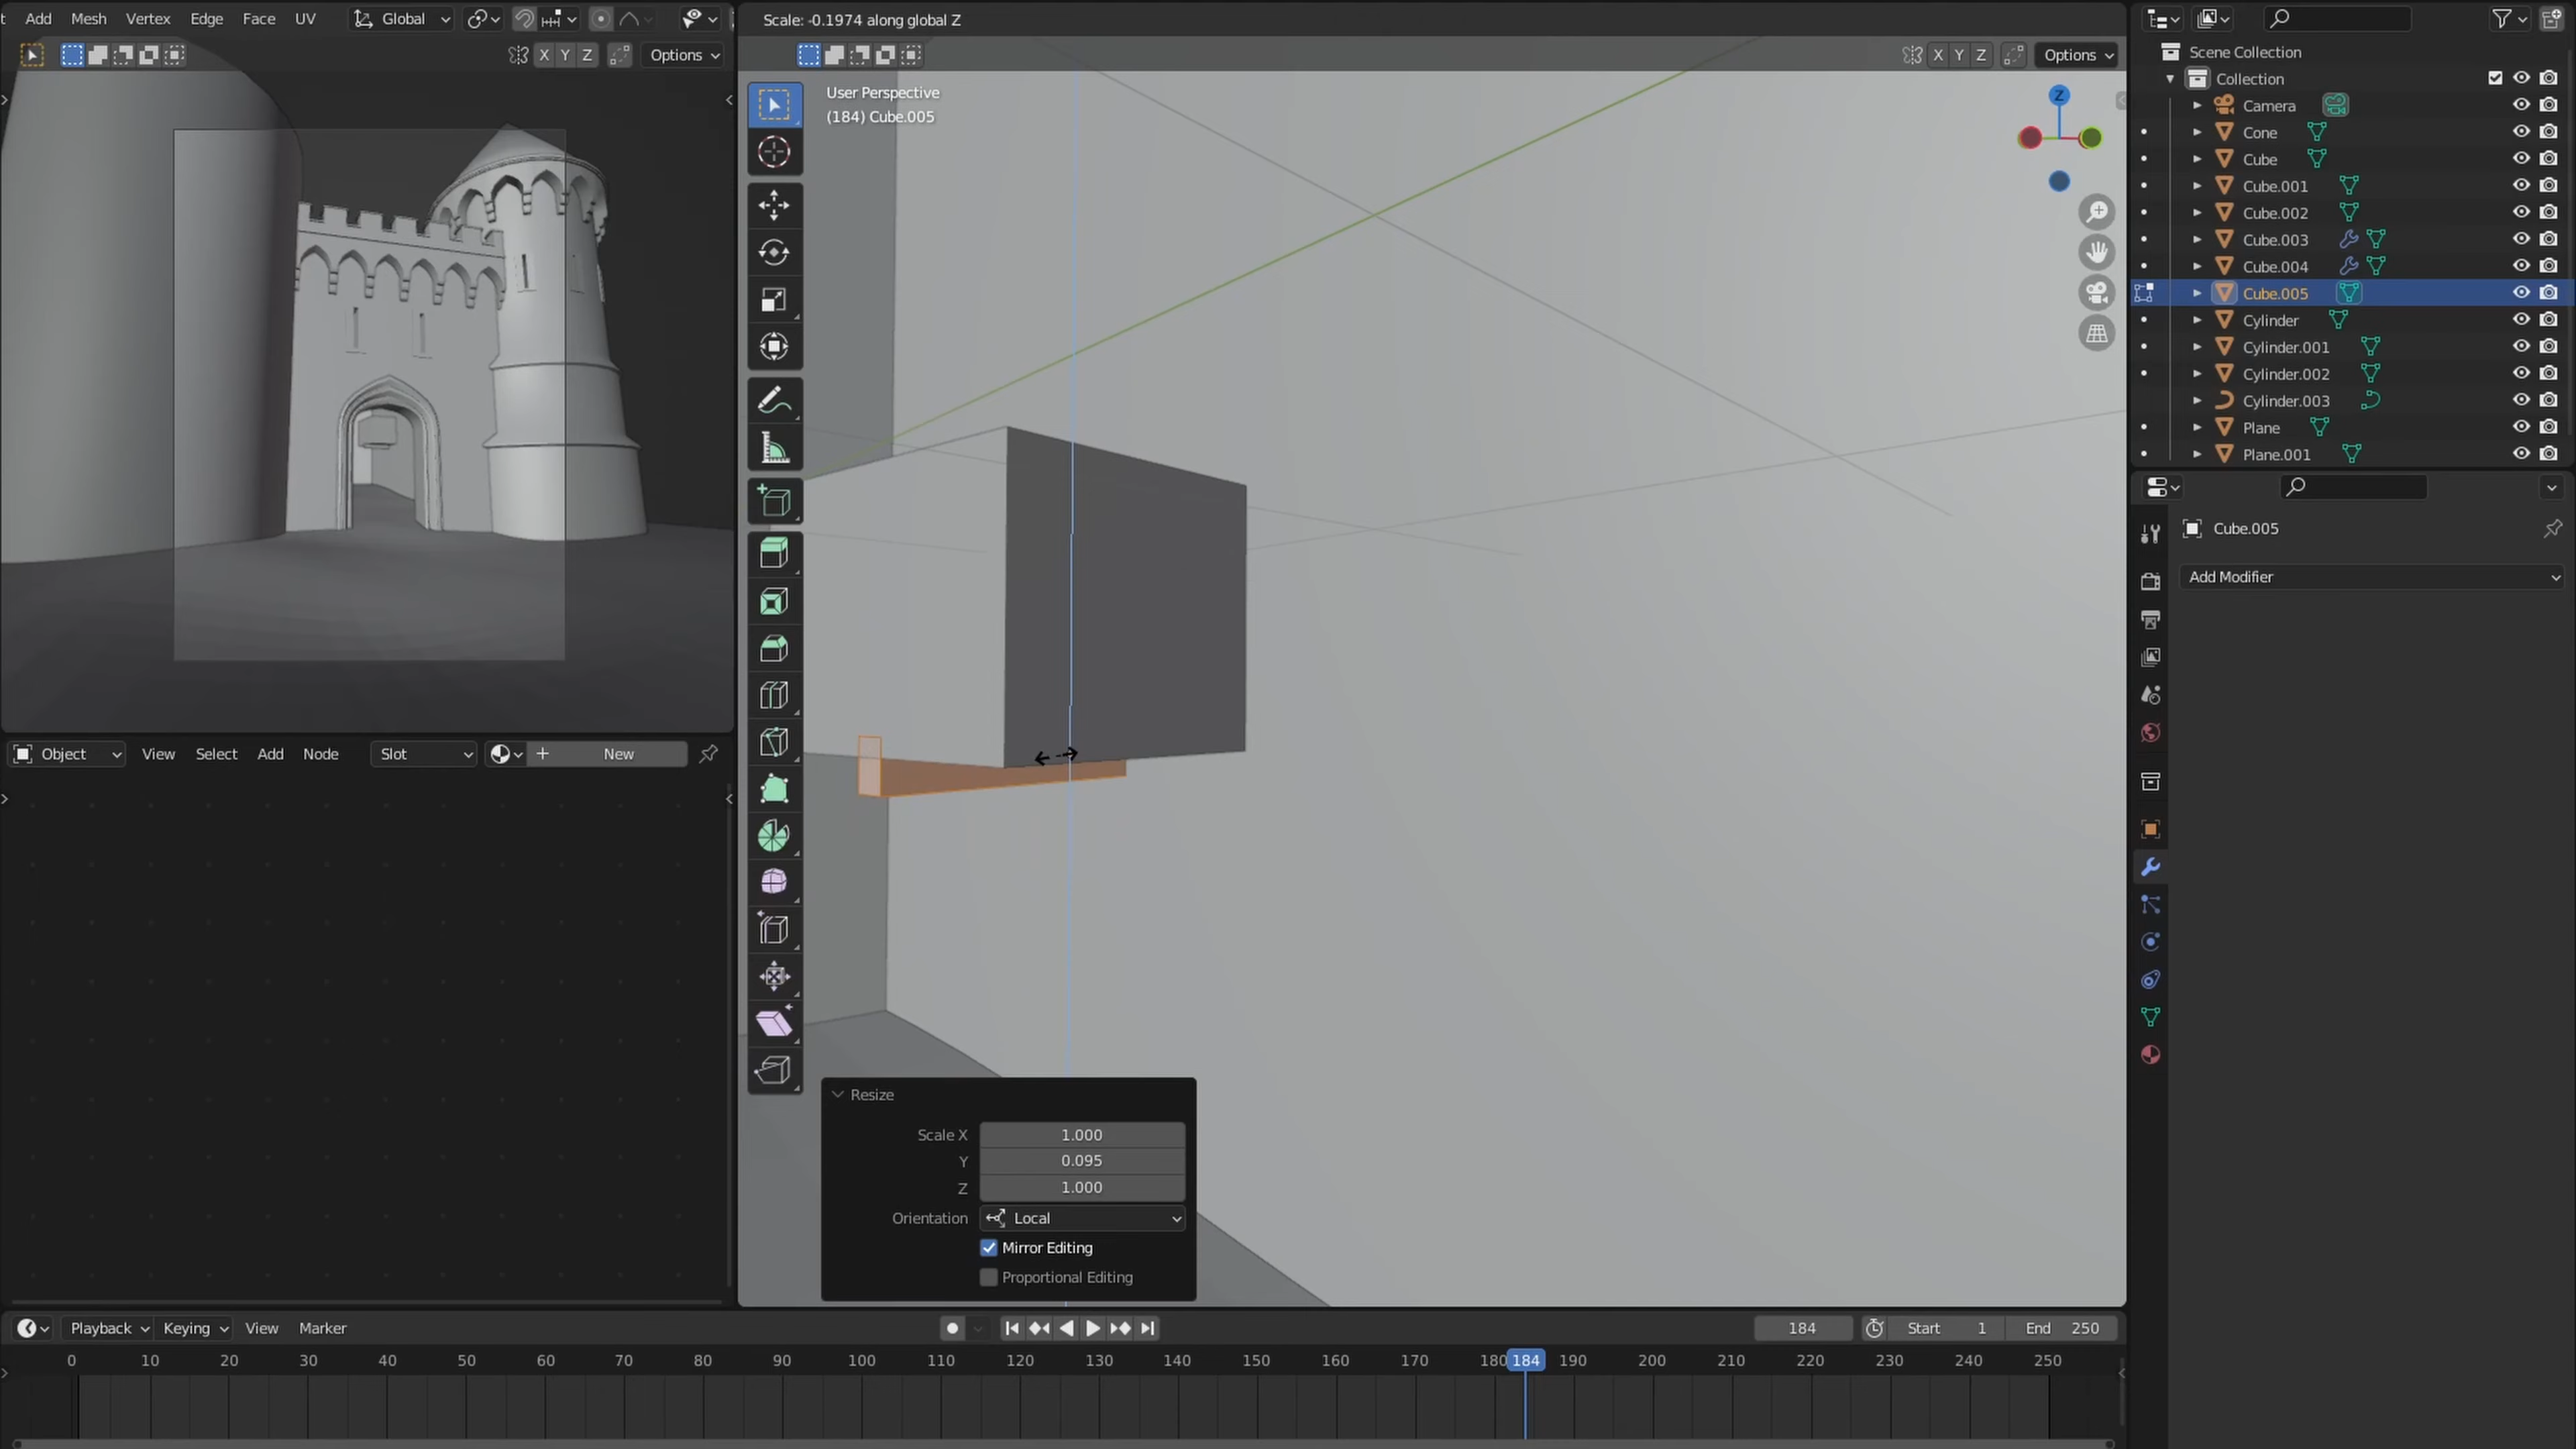 Add Mesh Vertex Edge Face UV Global
Scale: -0.1974 along global Z
X Y Z Options
X Y Z Options
User Perspective
(184) Cube.005
Z
Scene Collection
Collection
Camera
Cone
Cube
Cube.001
Cube.002
Cube.003
Cube.004
Cube.005
Cylinder
Cylinder.001
Cylinder.002
Cylinder.003
Plane
Plane.001
Cube.005
Add Modifier
Object View Select Add Node Slot New
Resize
Scale X 1.000
Y 0.095
Z 1.000
Orientation Local
Mirror Editing
Proportional Editing
Playback Keying View Marker 184 Start 1 End 250
0 10 20 30 40 50 60 70 80 90 100 110 120 130 140 150 160 170 180 184 190 200 210 220 230 240 250